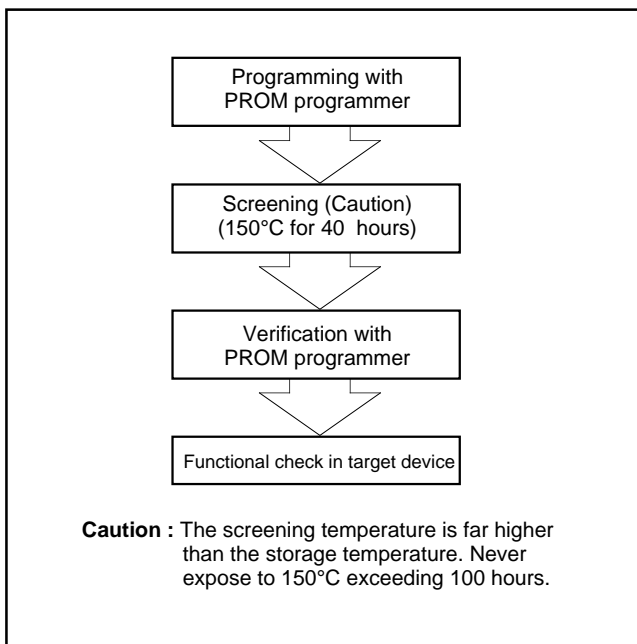 Programming with
PROM programmer
Screening (Caution)
(150°C for 40 hours)
Verification with
PROM programmer
Functional check in target device
Caution : The screening temperature is far higher
than the storage temperature. Never
expose to 150°C exceeding 100 hours.